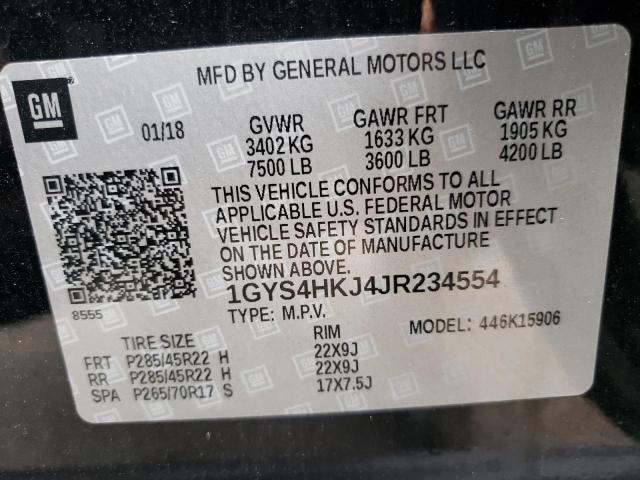 GM
MFD BY GENERAL MOTORS LLC
01/18
GVWR GAWR FRT GAWR RR
3402 KG 1633 KG 1905 KG
7500 LB 3600 LB 4200 LB
THIS VEHICLE CONFORMS TO ALL
APPLICABLE U.S. FEDERAL MOTOR
VEHICLE SAFETY STANDARDS IN EFFECT
ON THE DATE OF MANUFACTURE
SHOWN ABOVE.
1GYS4HKJ4JR234554
8555
TYPE: M.P.V. MODEL: 446K15906
TIRE SIZE RIM
FRT P285/45R22 H 22X9J
RR P285/45R22 H 22X9J
SPA P265/70R17 S 17X7.5J